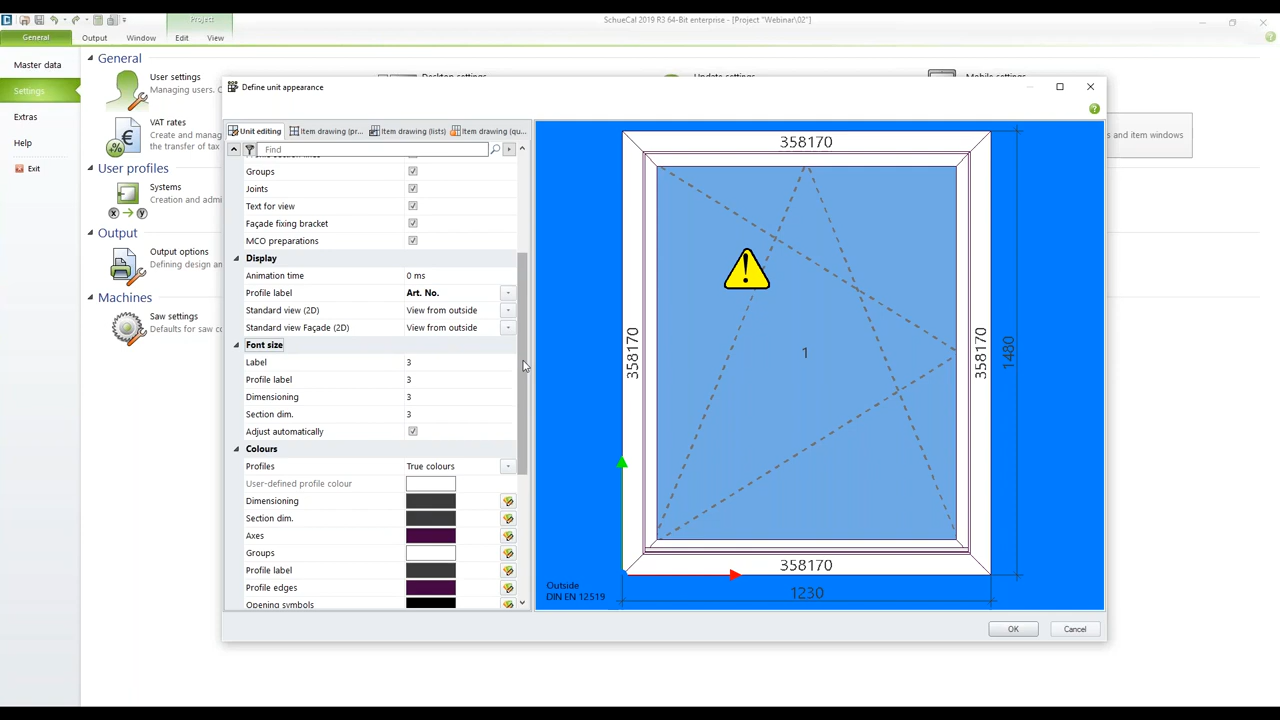 SchueCal 2019 R3 64-Bit enterprise - [Project "Webinar\02"]
Project
General
Output
Window
Edit
View
Master data
Settings
Extras
Help
Exit
General
User settings
Managing users. C
VAT rates
Create and manag
the transfer of tax
User profiles
Systems
Creation and admi
Output
Output options
Defining design an
Machines
Saw settings
Defaults for saw c
s and item windows
Define unit appearance
Unit editing
Item drawing (pr...
Item drawing (lists)
Item drawing (qu...
Find
Groups
Joints
Text for view
Façade fixing bracket
MCO preparations
Display
Animation time 0 ms
Profile label Art. No.
Standard view (2D) View from outside
Standard view Façade (2D) View from outside
Font size
Label 3
Profile label 3
Dimensioning 3
Section dim. 3
Adjust automatically
Colours
Profiles True colours
User-defined profile colour
Dimensioning
Section dim.
Axes
Groups
Profile label
Profile edges
Opening symbols
358170
358170
1
358170
1480
358170
1230
Outside
DIN EN 12519
OK
Cancel